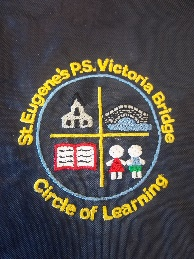 St. Eugene's P.S. Victoria Bridge
Circle of Learning